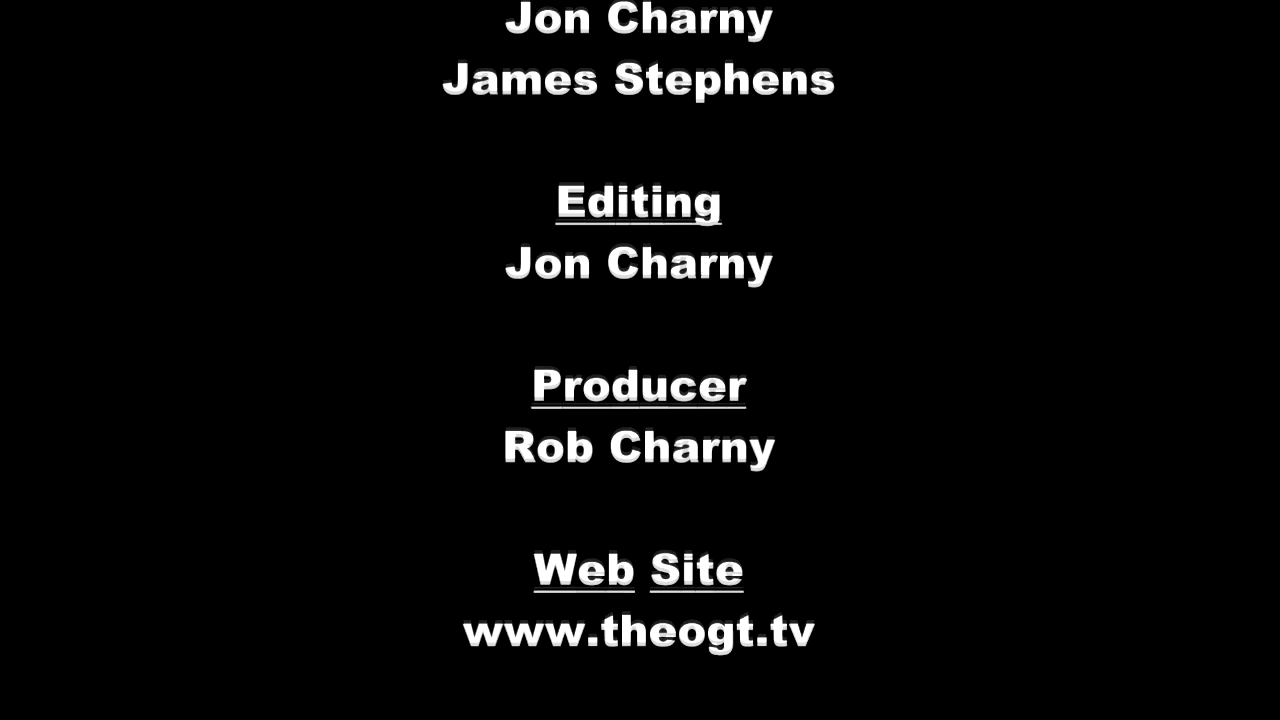 Jon Charny
James Stephens
Editing
Jon Charny
Producer
Rob Charny
Web Site
www.theogt.tv